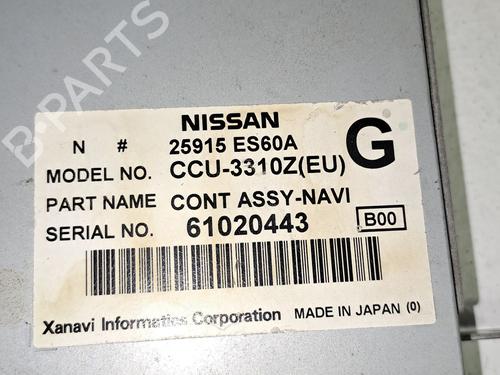 B-PARTS
NISSAN
N # 25915 ES60A
G
MODEL NO. CCU-3310Z(EU)
PART NAME CONT ASSY-NAVI
SERIAL NO. 61020443 B00
Xanavi Informatics Corporation MADE IN JAPAN (0)